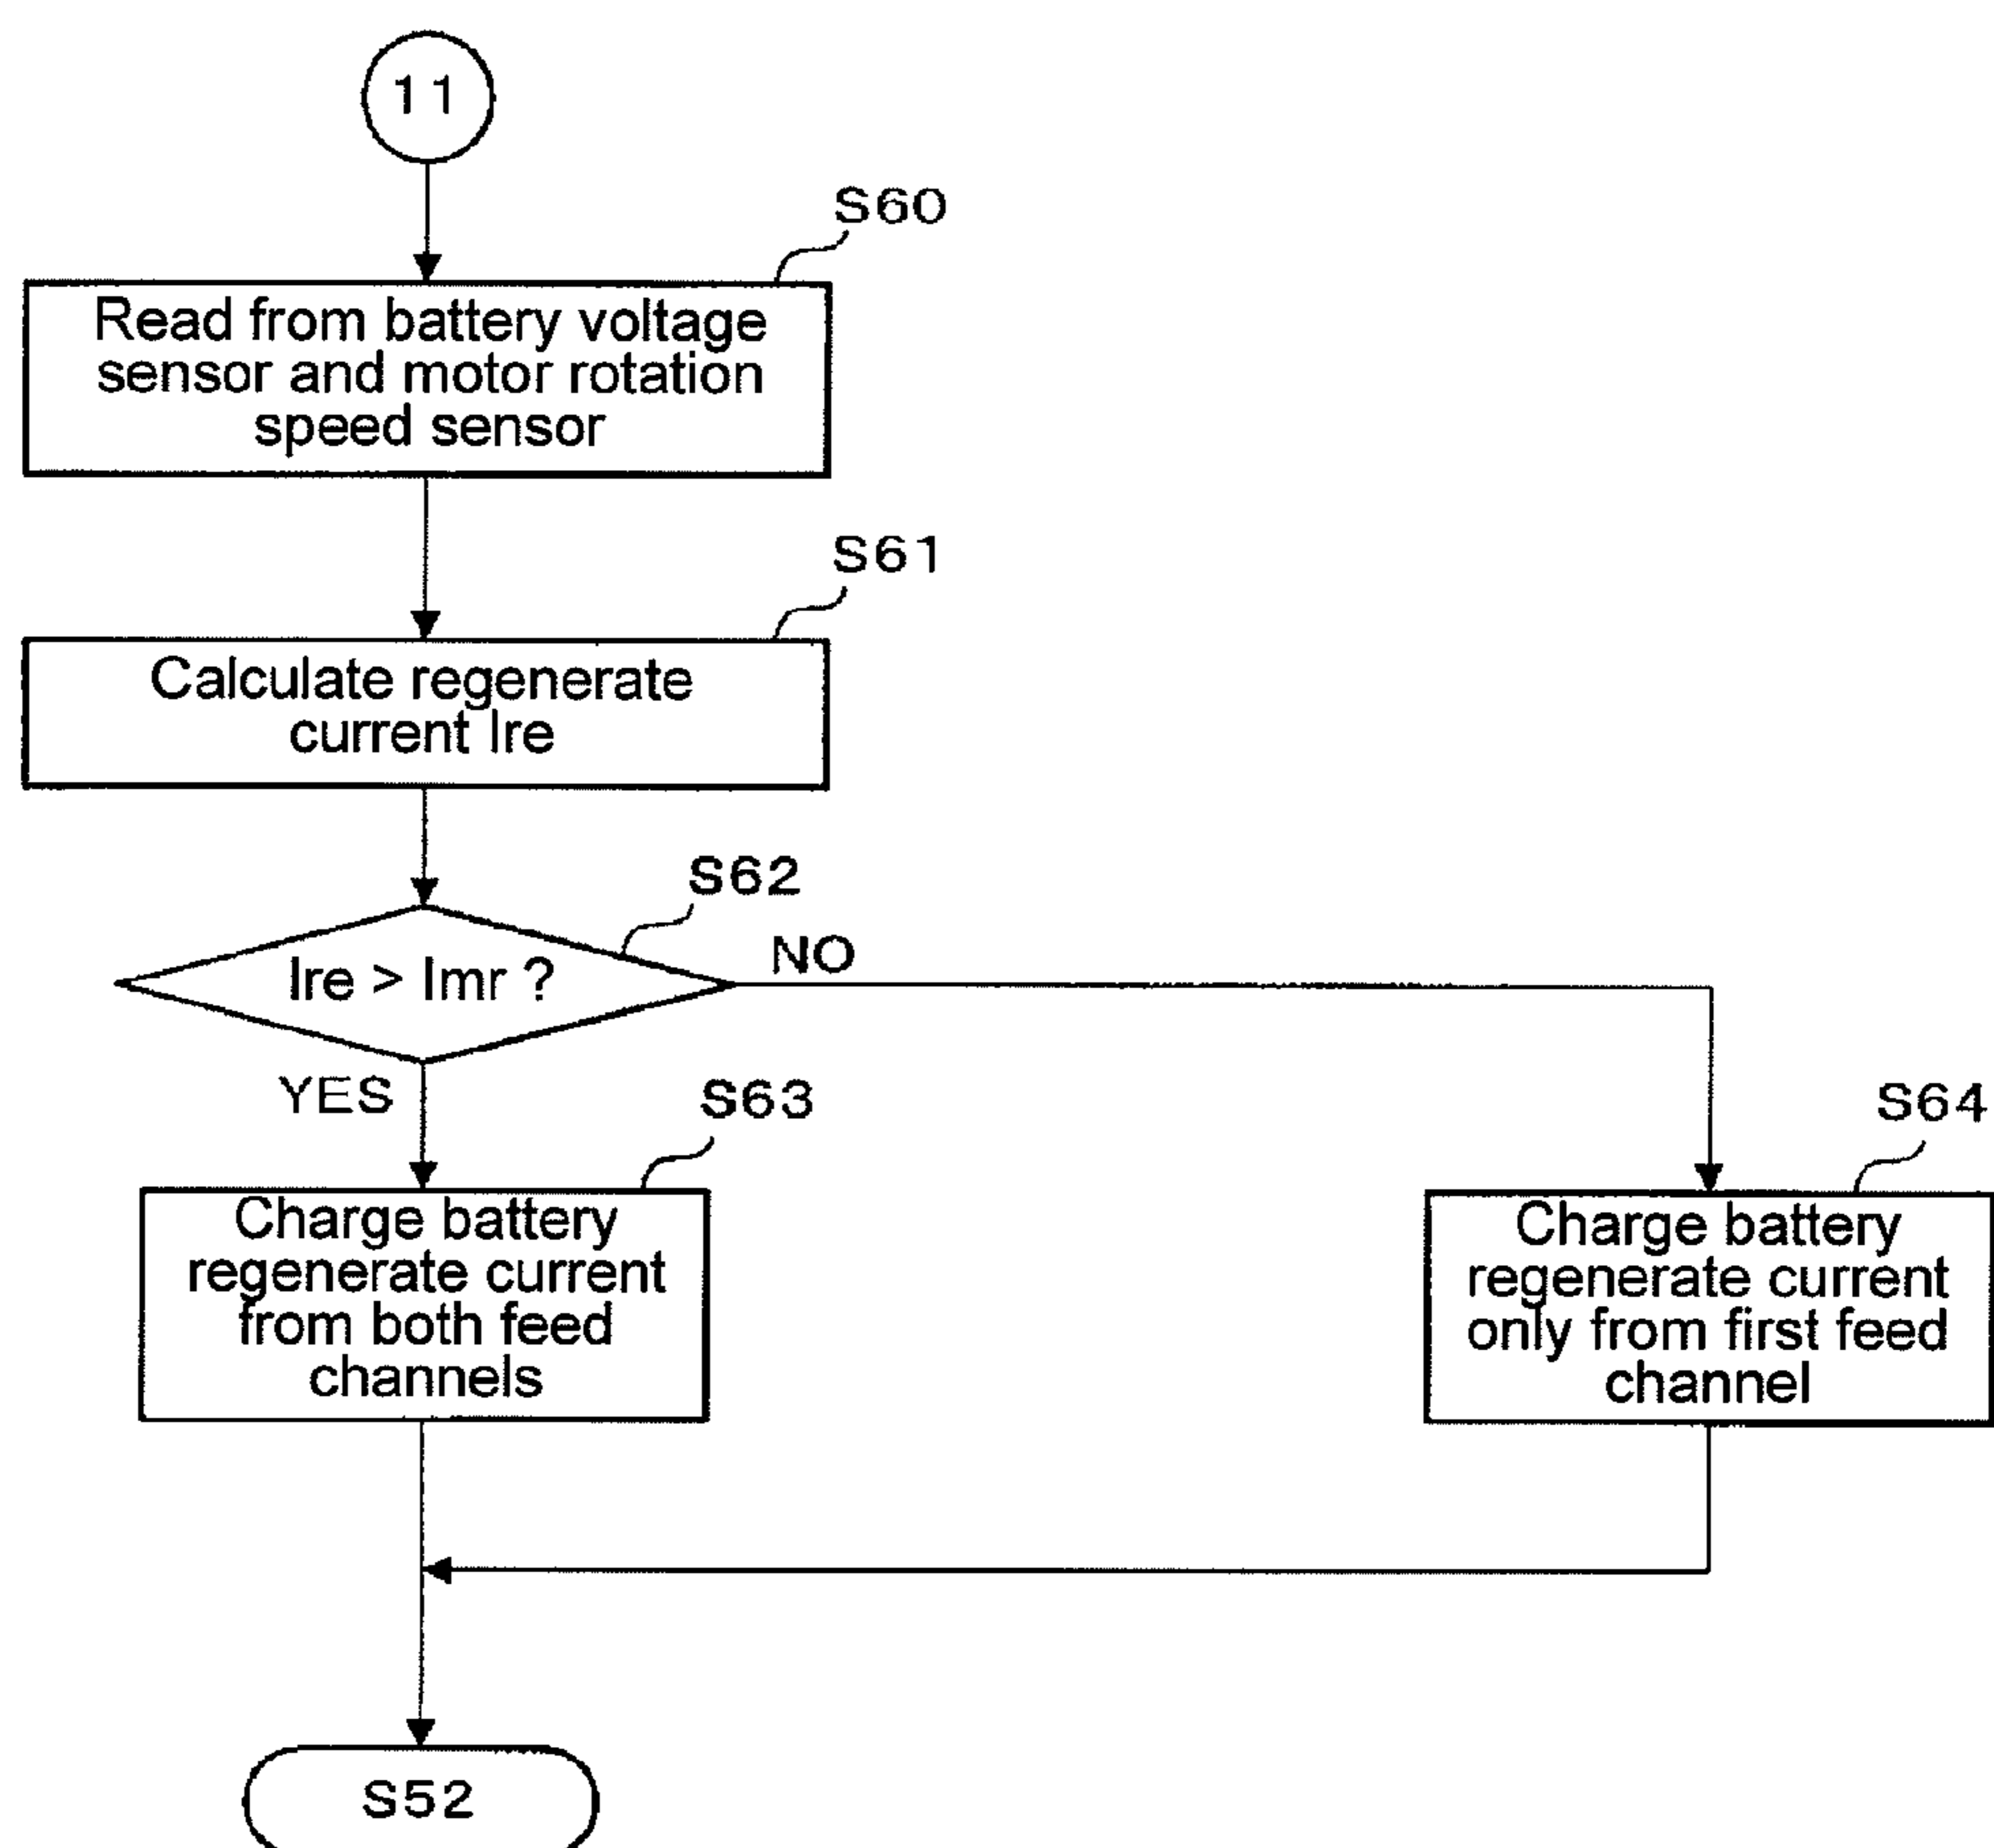 11
S60
Read from battery voltage
sensor and motor rotation
speed sensor
S61
Calculate regenerate
current Ire
S62
Ire > Imr ?
NO
YES
S63
Charge battery
regenerate current
from both feed
channels
S64
Charge battery
regenerate current
only from first feed
channel
S52